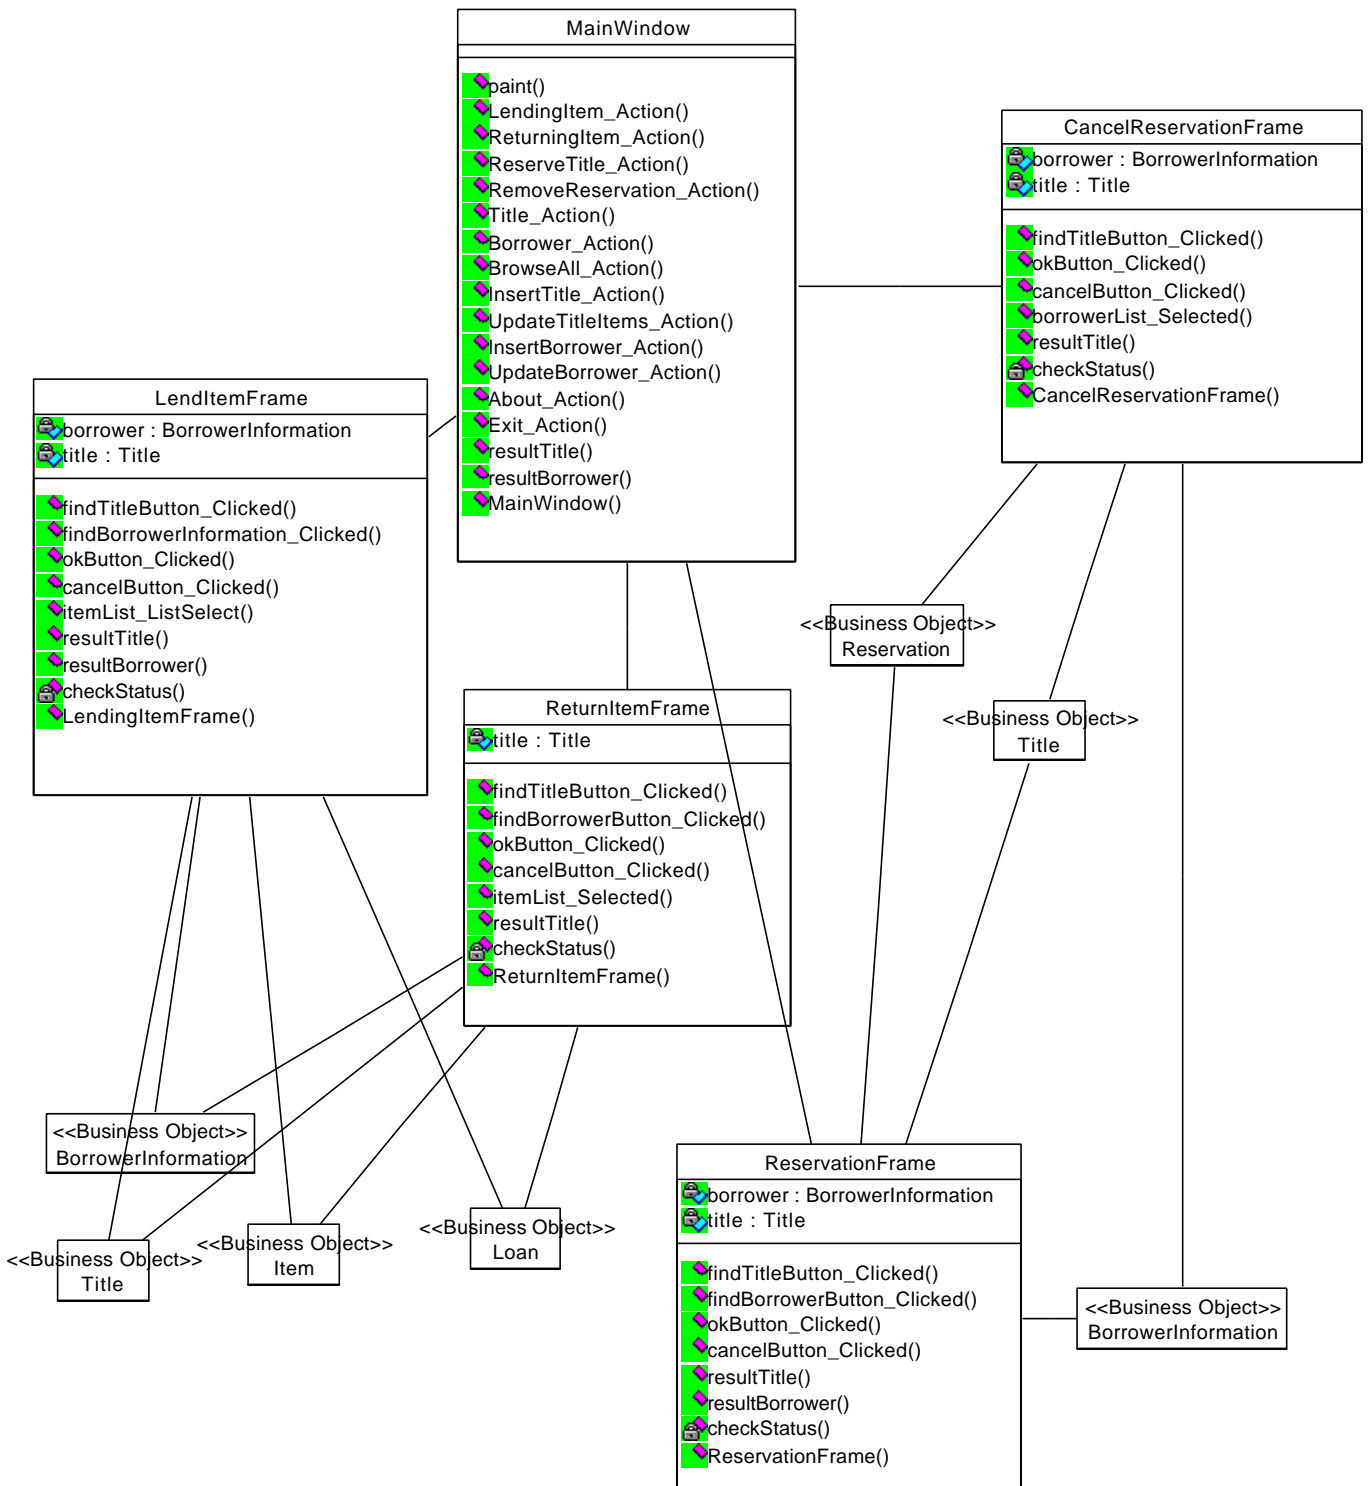 MainWindow
paint()
LendingItem_Action()
ReturningItem_Action()
ReserveTitle_Action()
RemoveReservation_Action()
Title_Action()
Borrower_Action()
BrowseAll_Action()
InsertTitle_Action()
UpdateTitleItems_Action()
InsertBorrower_Action()
UpdateBorrower_Action()
About_Action()
Exit_Action()
resultTitle()
resultBorrower()
MainWindow()
CancelReservationFrame
borrower : BorrowerInformation
title : Title
findTitleButton_Clicked()
okButton_Clicked()
cancelButton_Clicked()
borrowerList_Selected()
resultTitle()
checkStatus()
CancelReservationFrame()
LendItemFrame
borrower : BorrowerInformation
title : Title
findTitleButton_Clicked()
findBorrowerInformation_Clicked()
okButton_Clicked()
cancelButton_Clicked()
itemList_ListSelect()
resultTitle()
resultBorrower()
checkStatus()
LendingItemFrame()
<<Business Object>>
Reservation
<<Business Object>>
Title
ReturnItemFrame
title : Title
findTitleButton_Clicked()
findBorrowerButton_Clicked()
okButton_Clicked()
cancelButton_Clicked()
itemList_Selected()
resultTitle()
checkStatus()
ReturnItemFrame()
<<Business Object>>
BorrowerInformation
<<Business Object>>
Title
<<Business Object>>
Item
<<Business Object>>
Loan
ReservationFrame
borrower : BorrowerInformation
title : Title
findTitleButton_Clicked()
findBorrowerButton_Clicked()
okButton_Clicked()
cancelButton_Clicked()
resultTitle()
resultBorrower()
checkStatus()
ReservationFrame()
<<Business Object>>
BorrowerInformation